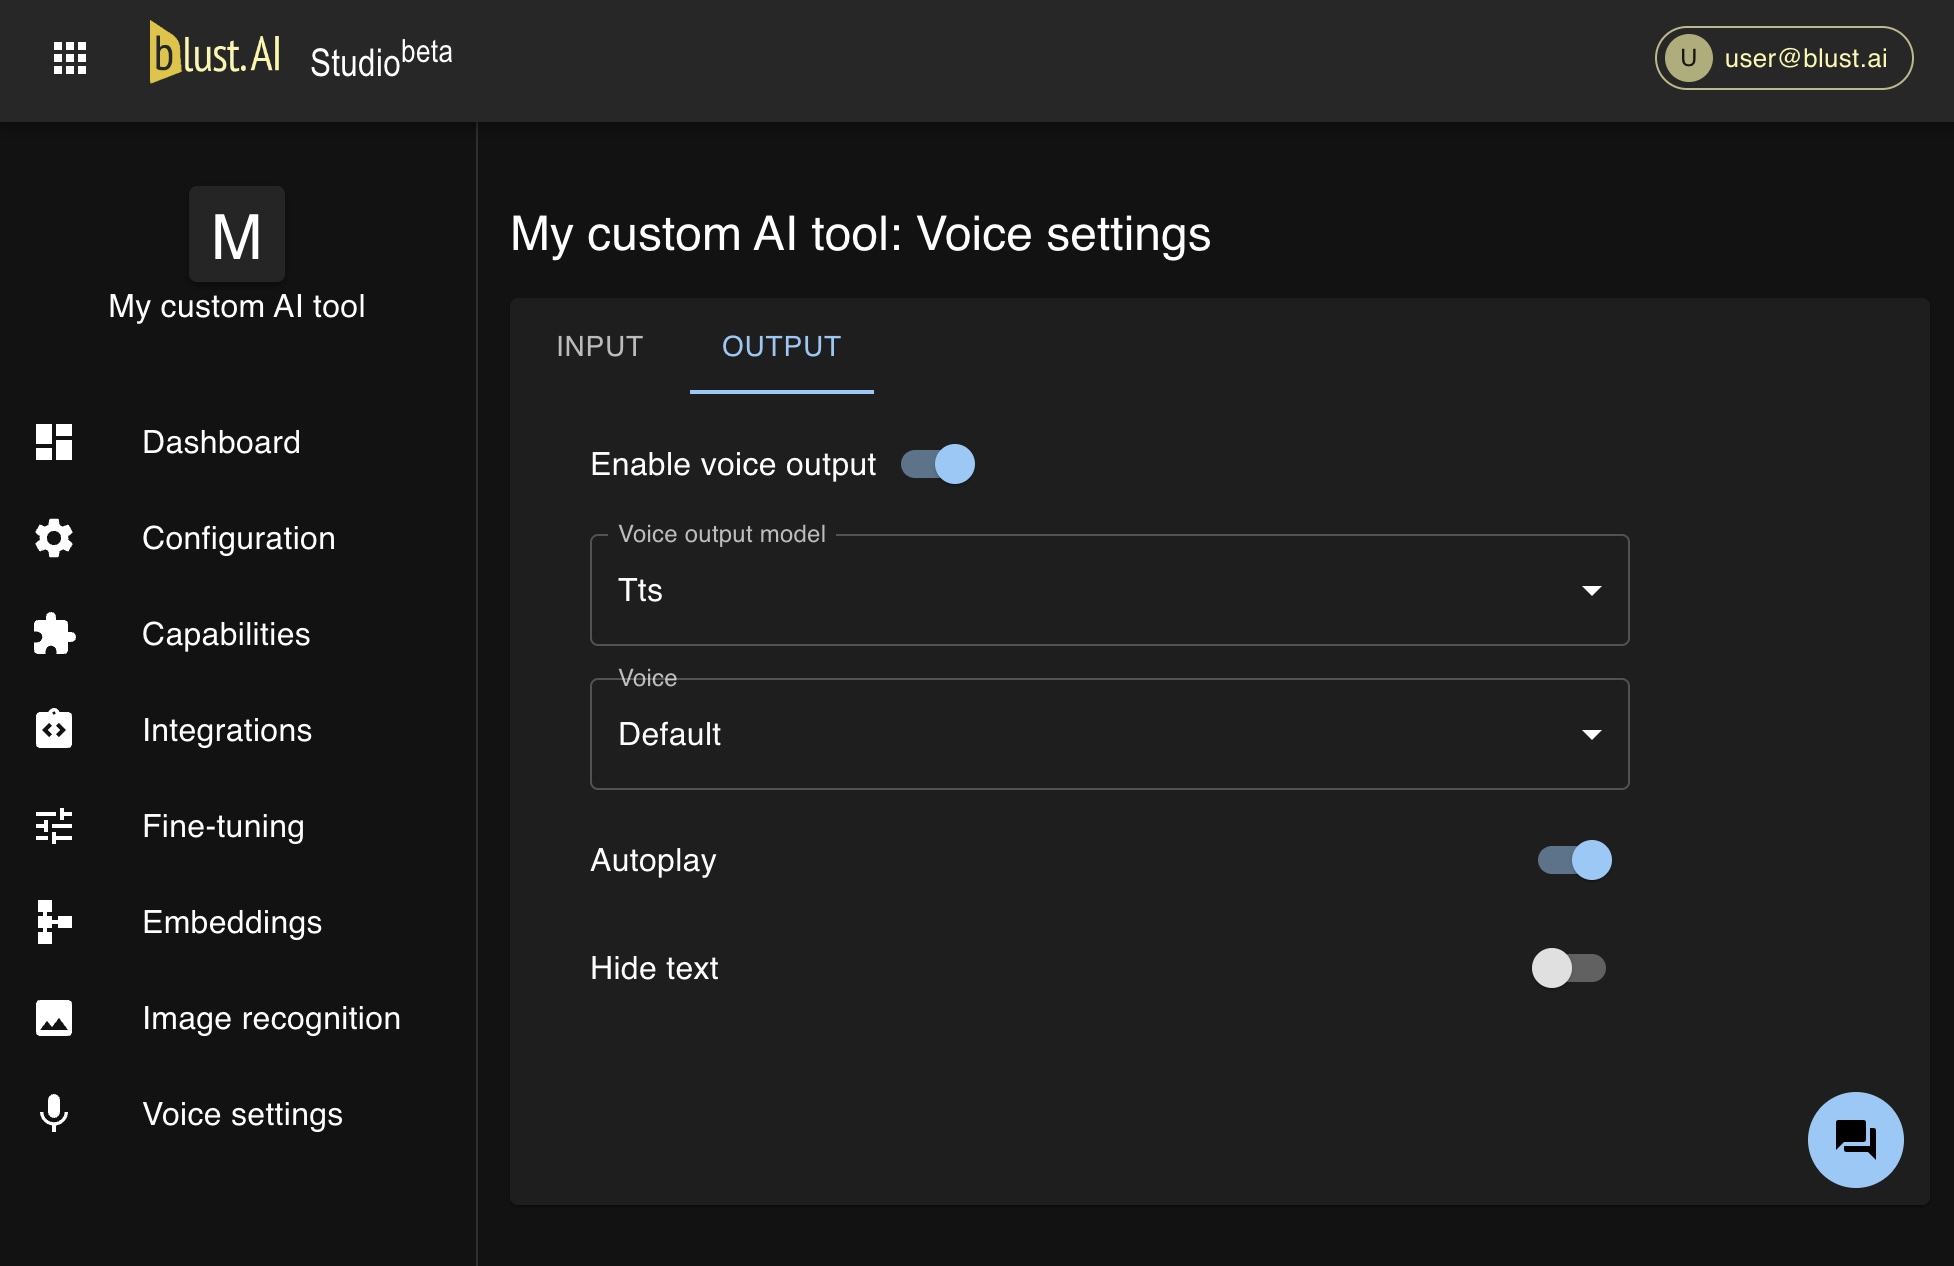 blust.AI Studio beta
U user@blust.ai
M
My custom AI tool
Dashboard
Configuration
Capabilities
Integrations
Fine-tuning
Embeddings
Image recognition
Voice settings
My custom AI tool: Voice settings
INPUT OUTPUT
Enable voice output
Voice output model
Tts
Voice
Default
Autoplay
Hide text